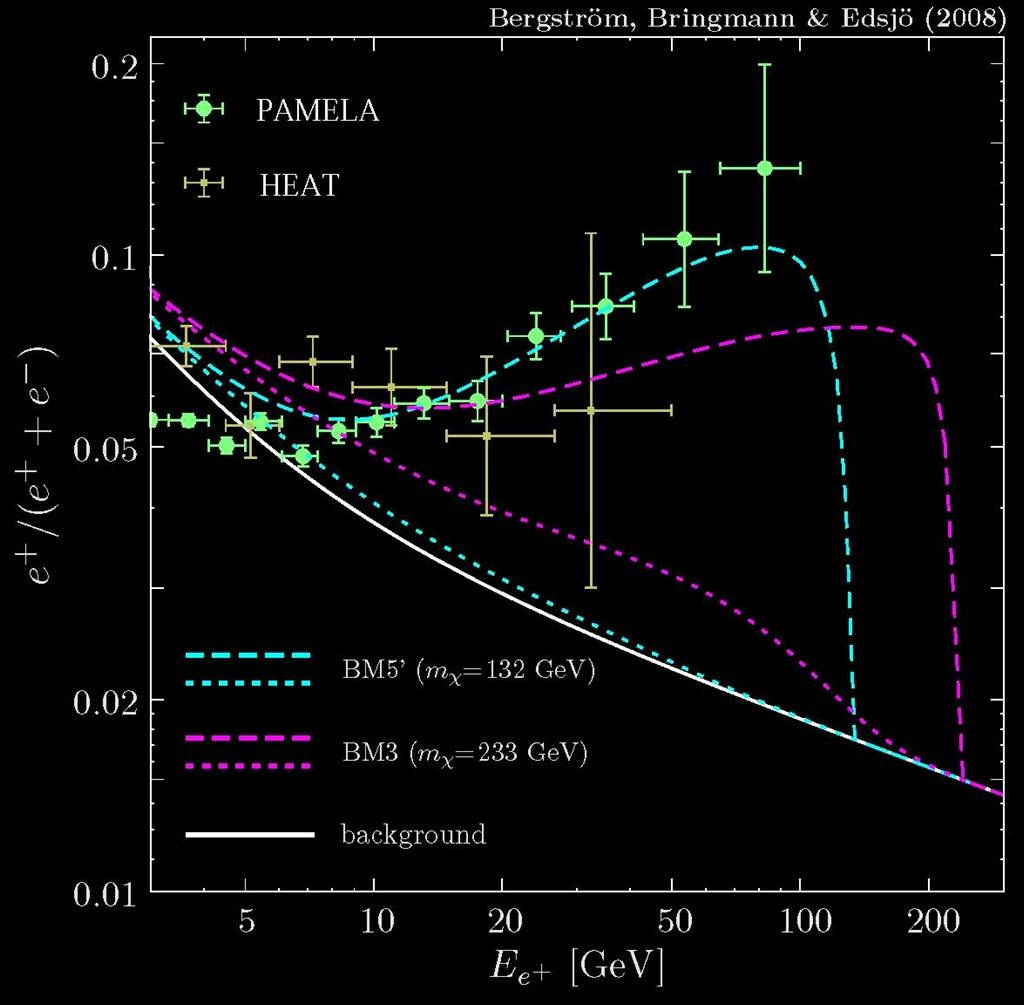 Bergström, Bringmann & Edsjö (2008)
0.2
PAMELA
HEAT
0.1
e⁺/(e⁺ + e⁻)
0.05
BM5' (mχ=132 GeV)
0.02
BM3 (mχ=233 GeV)
background
0.01
5 10 20 50 100 200
Eₑ₊ [GeV]